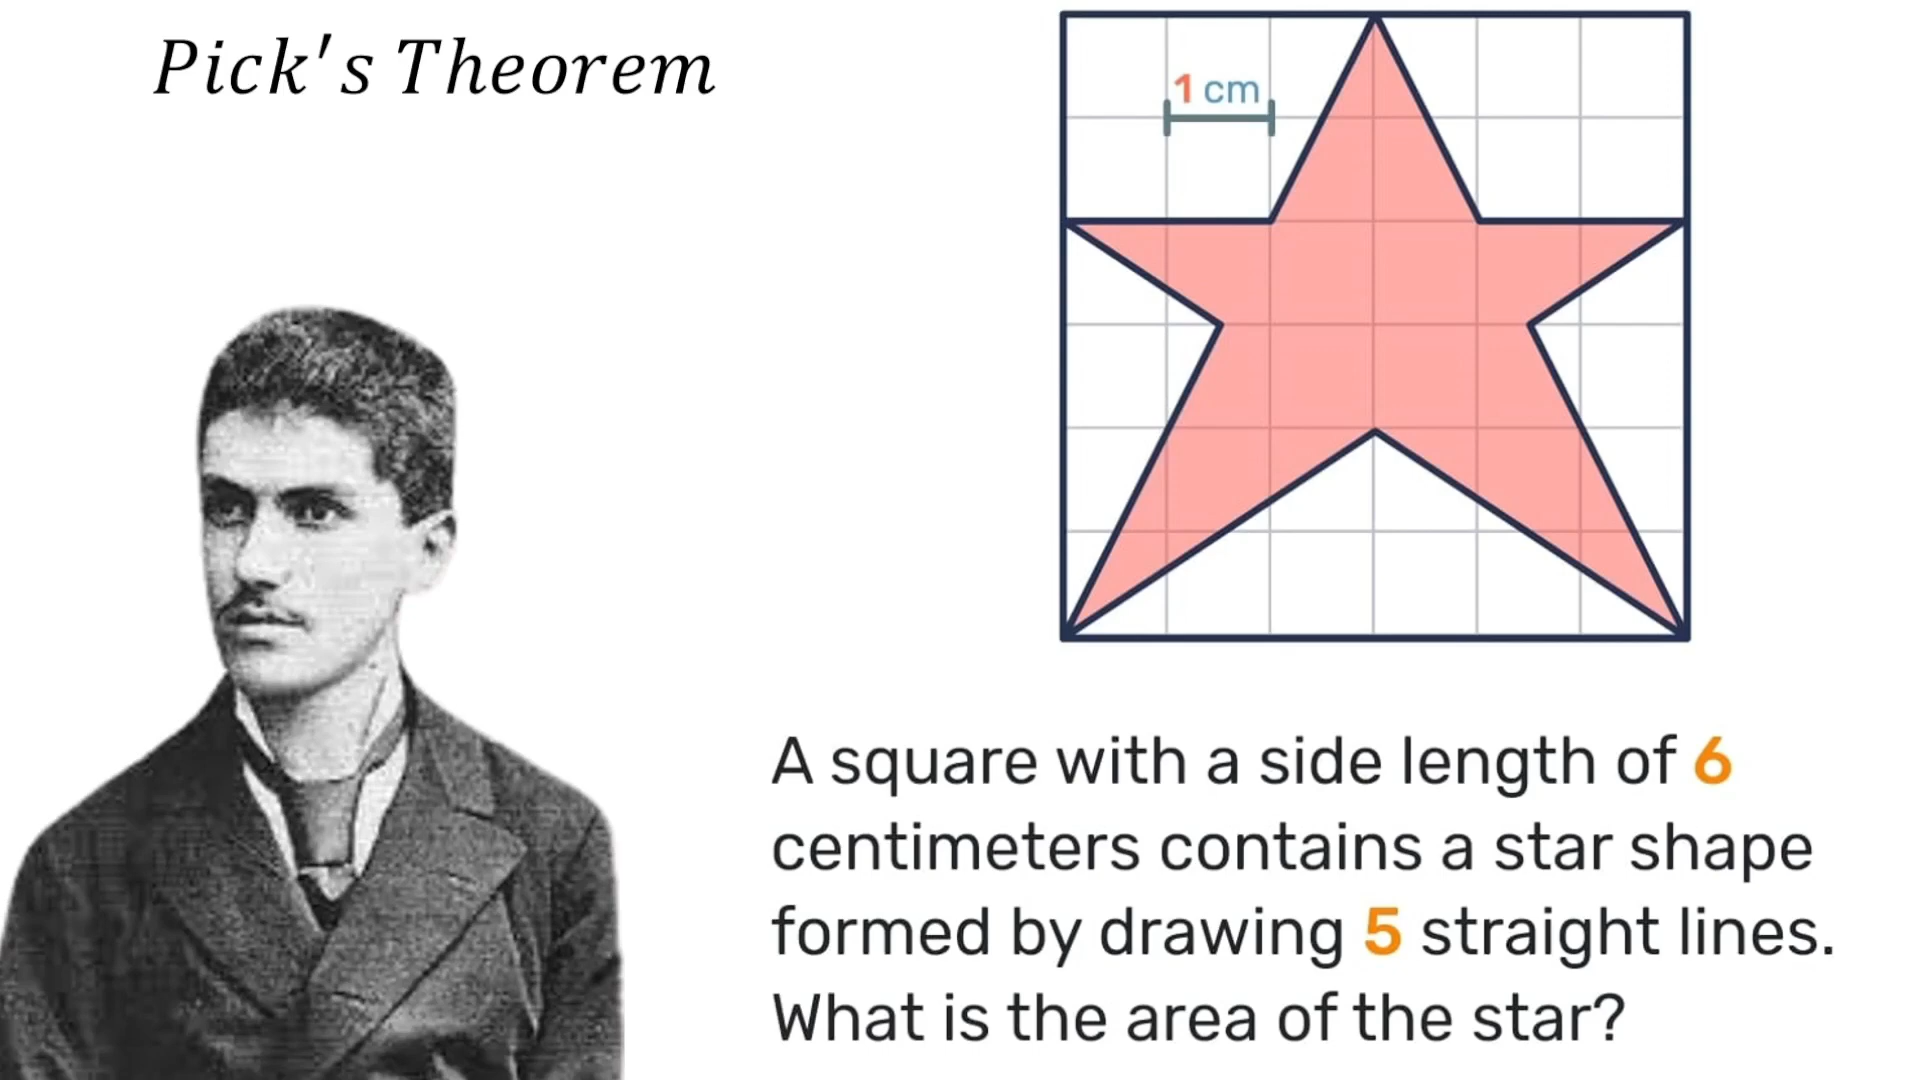 Pick's Theorem
1 cm
A square with a side length of 6
centimeters contains a star shape
formed by drawing 5 straight lines.
What is the area of the star?